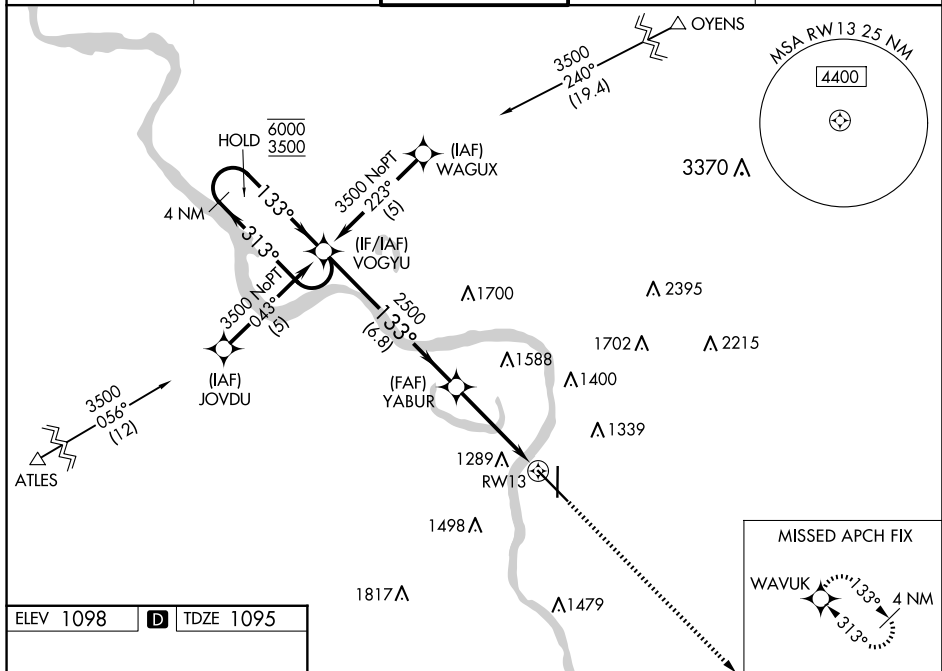 OYENS
3500
240°
(19.4)
MSA RW13 25 NM
4400
HOLD
6000
3500
133°
4 NM
313°
3500 NoPT
223°
(5)
(IAF)
WAGUX
3370
(IF/IAF)
VOGYU
3500 NoPT
043°
(5)
(IAF)
JOVDU
2500
133°
(6.8)
1700
2395
1702
2215
1588
1400
(FAF)
YABUR
1339
3500
056°
(12)
ATLES
1289
RW13
1498
1817
1479
MISSED APCH FIX
WAVUK
133°
4 NM
313°
ELEV 1098
D
TDZE 1095